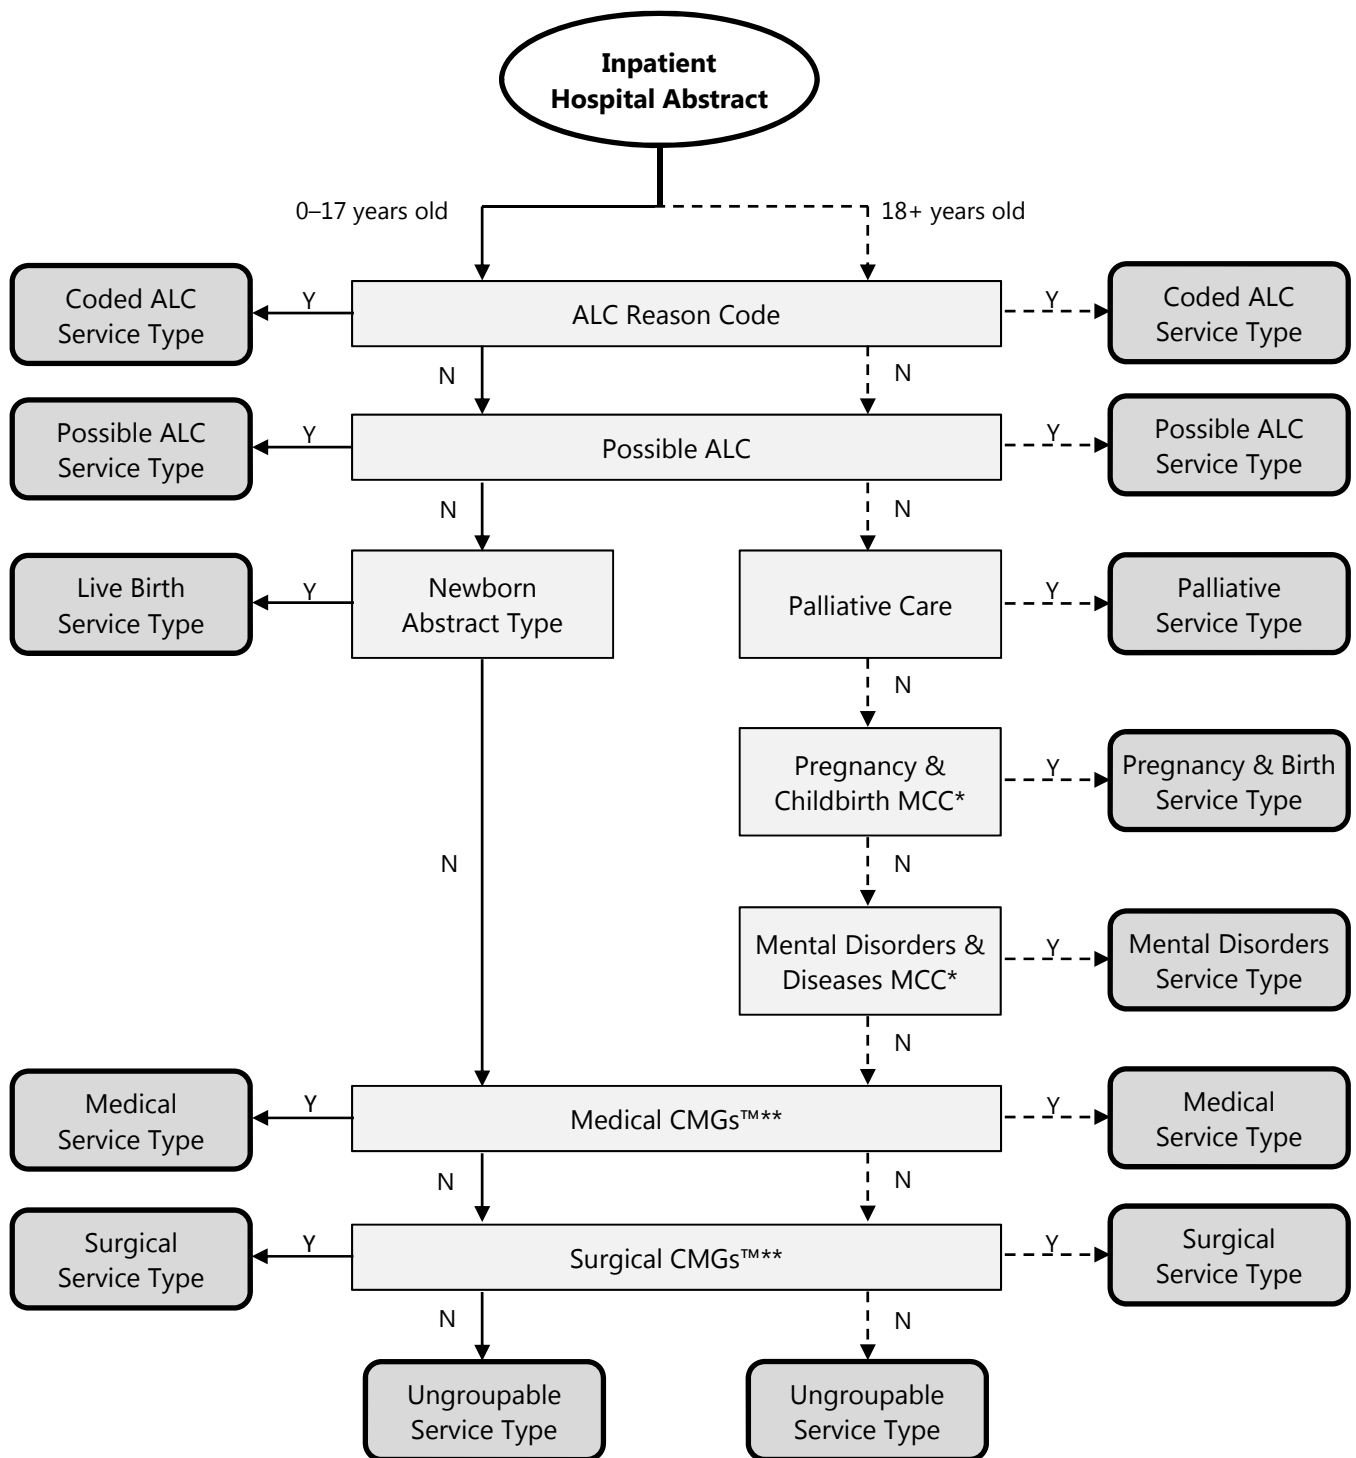 Inpatient
Hospital Abstract
0–17 years old
18+ years old
Coded ALC
Service Type
Y
ALC Reason Code
Y
Coded ALC
Service Type
N
N
Possible ALC
Service Type
Y
Possible ALC
Y
Possible ALC
Service Type
N
N
Live Birth
Service Type
Y
Newborn
Abstract Type
Palliative Care
Y
Palliative
Service Type
N
Pregnancy &
Childbirth MCC*
Y
Pregnancy & Birth
Service Type
N
N
Mental Disorders &
Diseases MCC*
Y
Mental Disorders
Service Type
N
Medical
Service Type
Y
Medical CMGs™**
Y
Medical
Service Type
N
N
Surgical
Service Type
Y
Surgical CMGs™**
Y
Surgical
Service Type
N
N
Ungroupable
Service Type
Ungroupable
Service Type